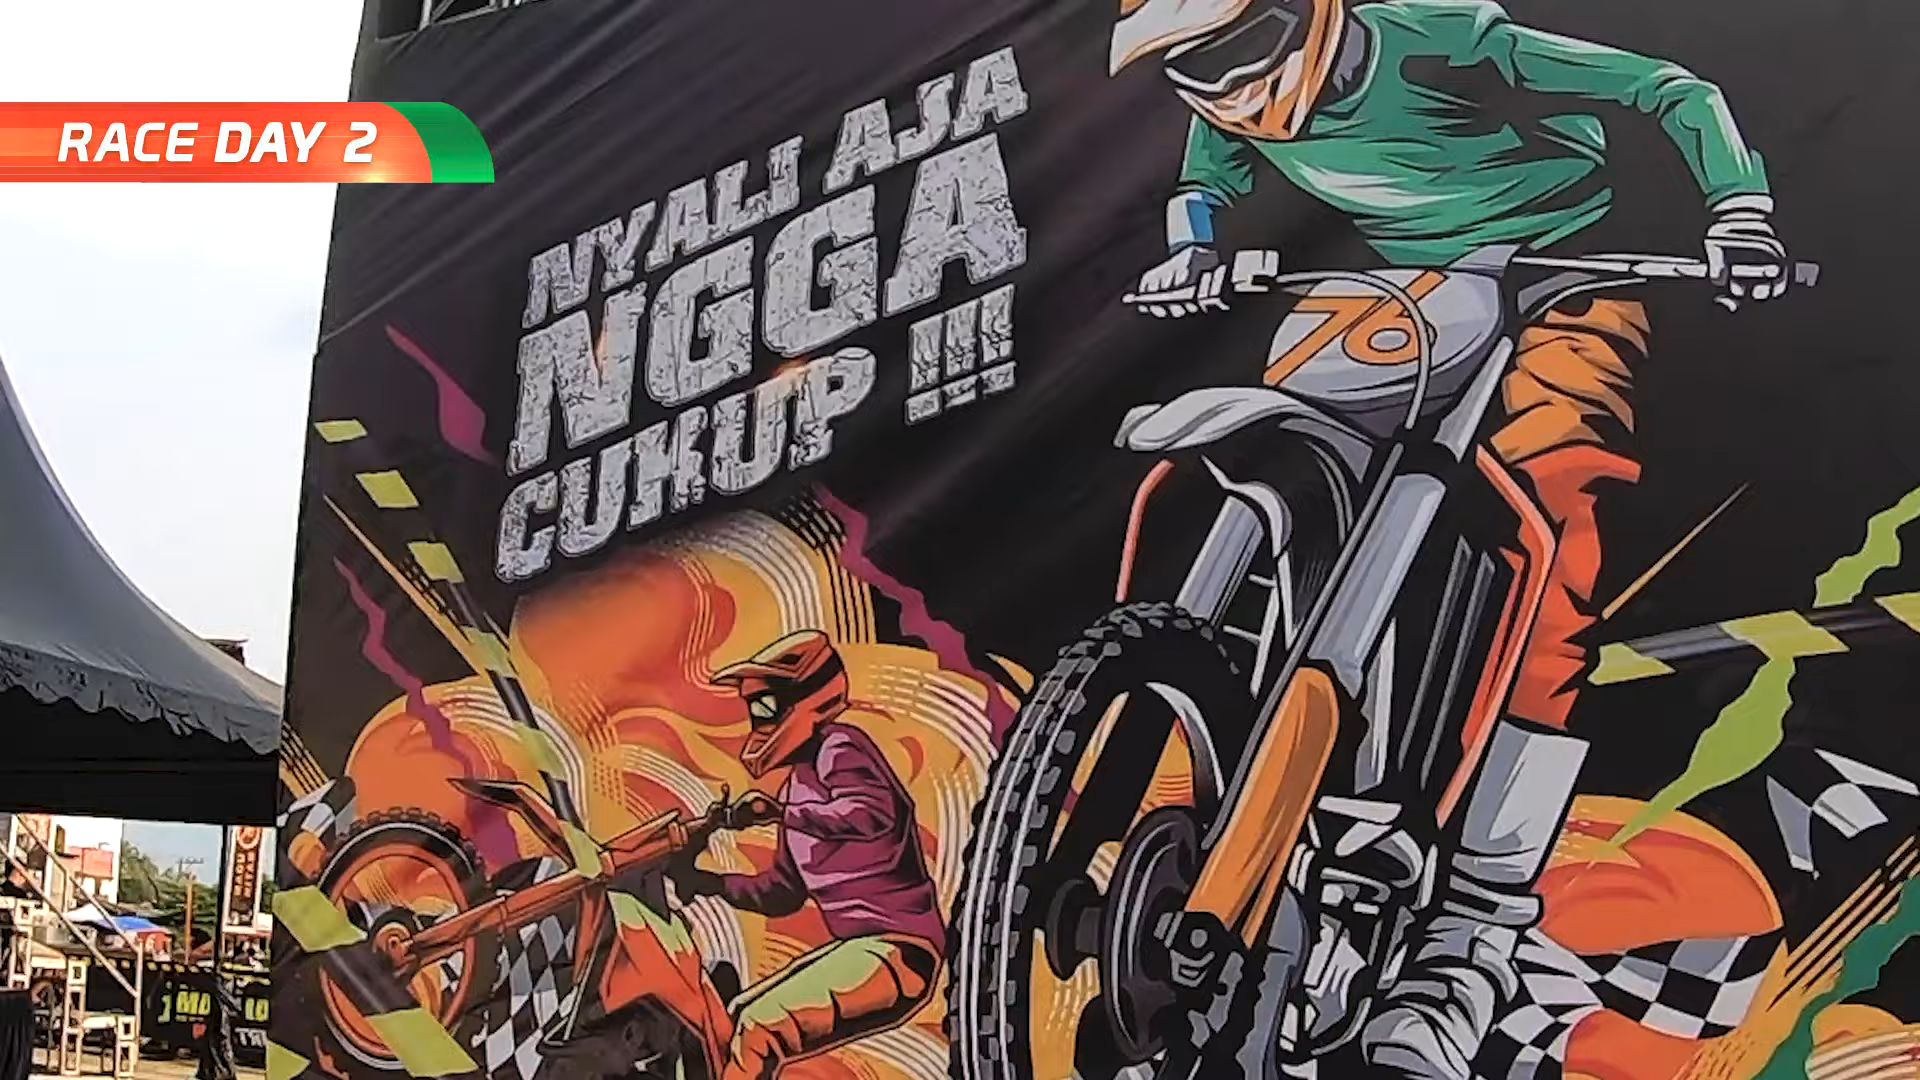 RACE DAY 2
NYALI AJA
NGGA
CUKUP !!!
76